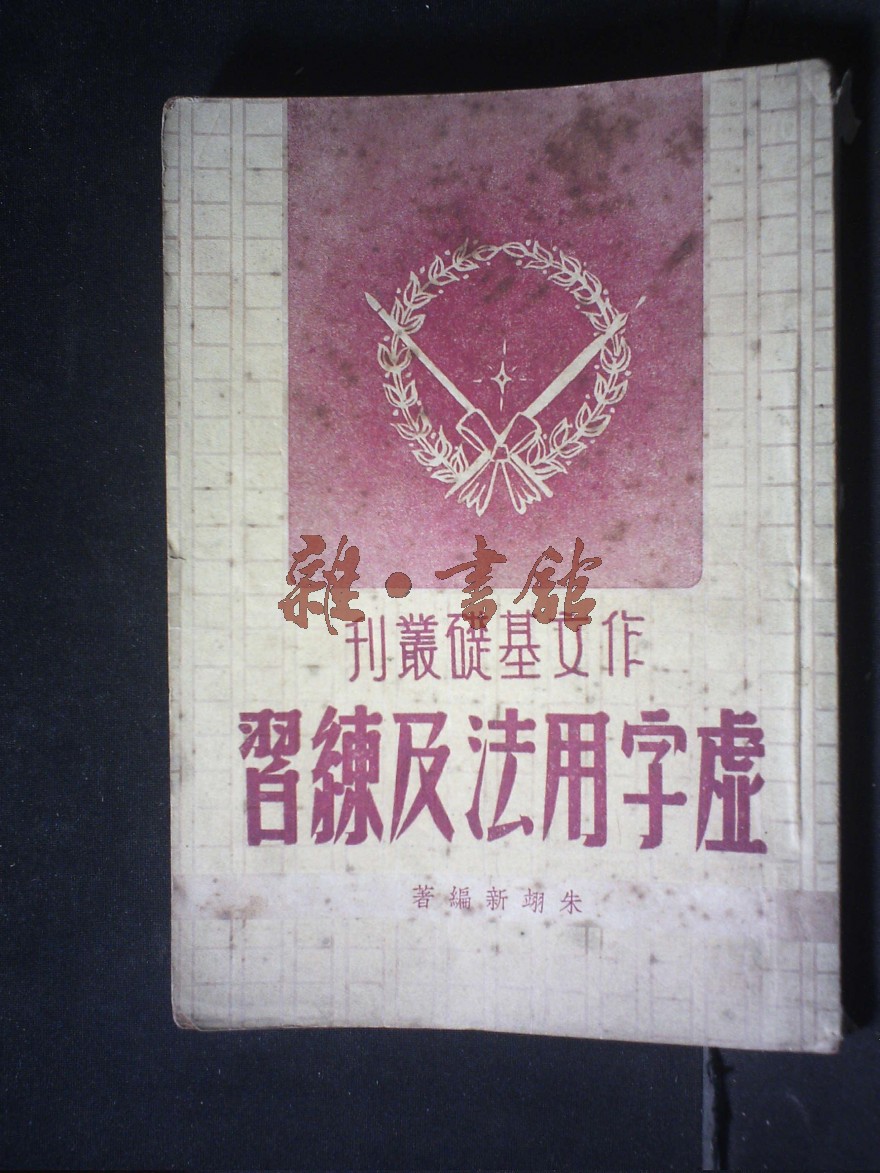 雜·書館
作文基礎叢刊
虛字用法及練習
朱翊新編著